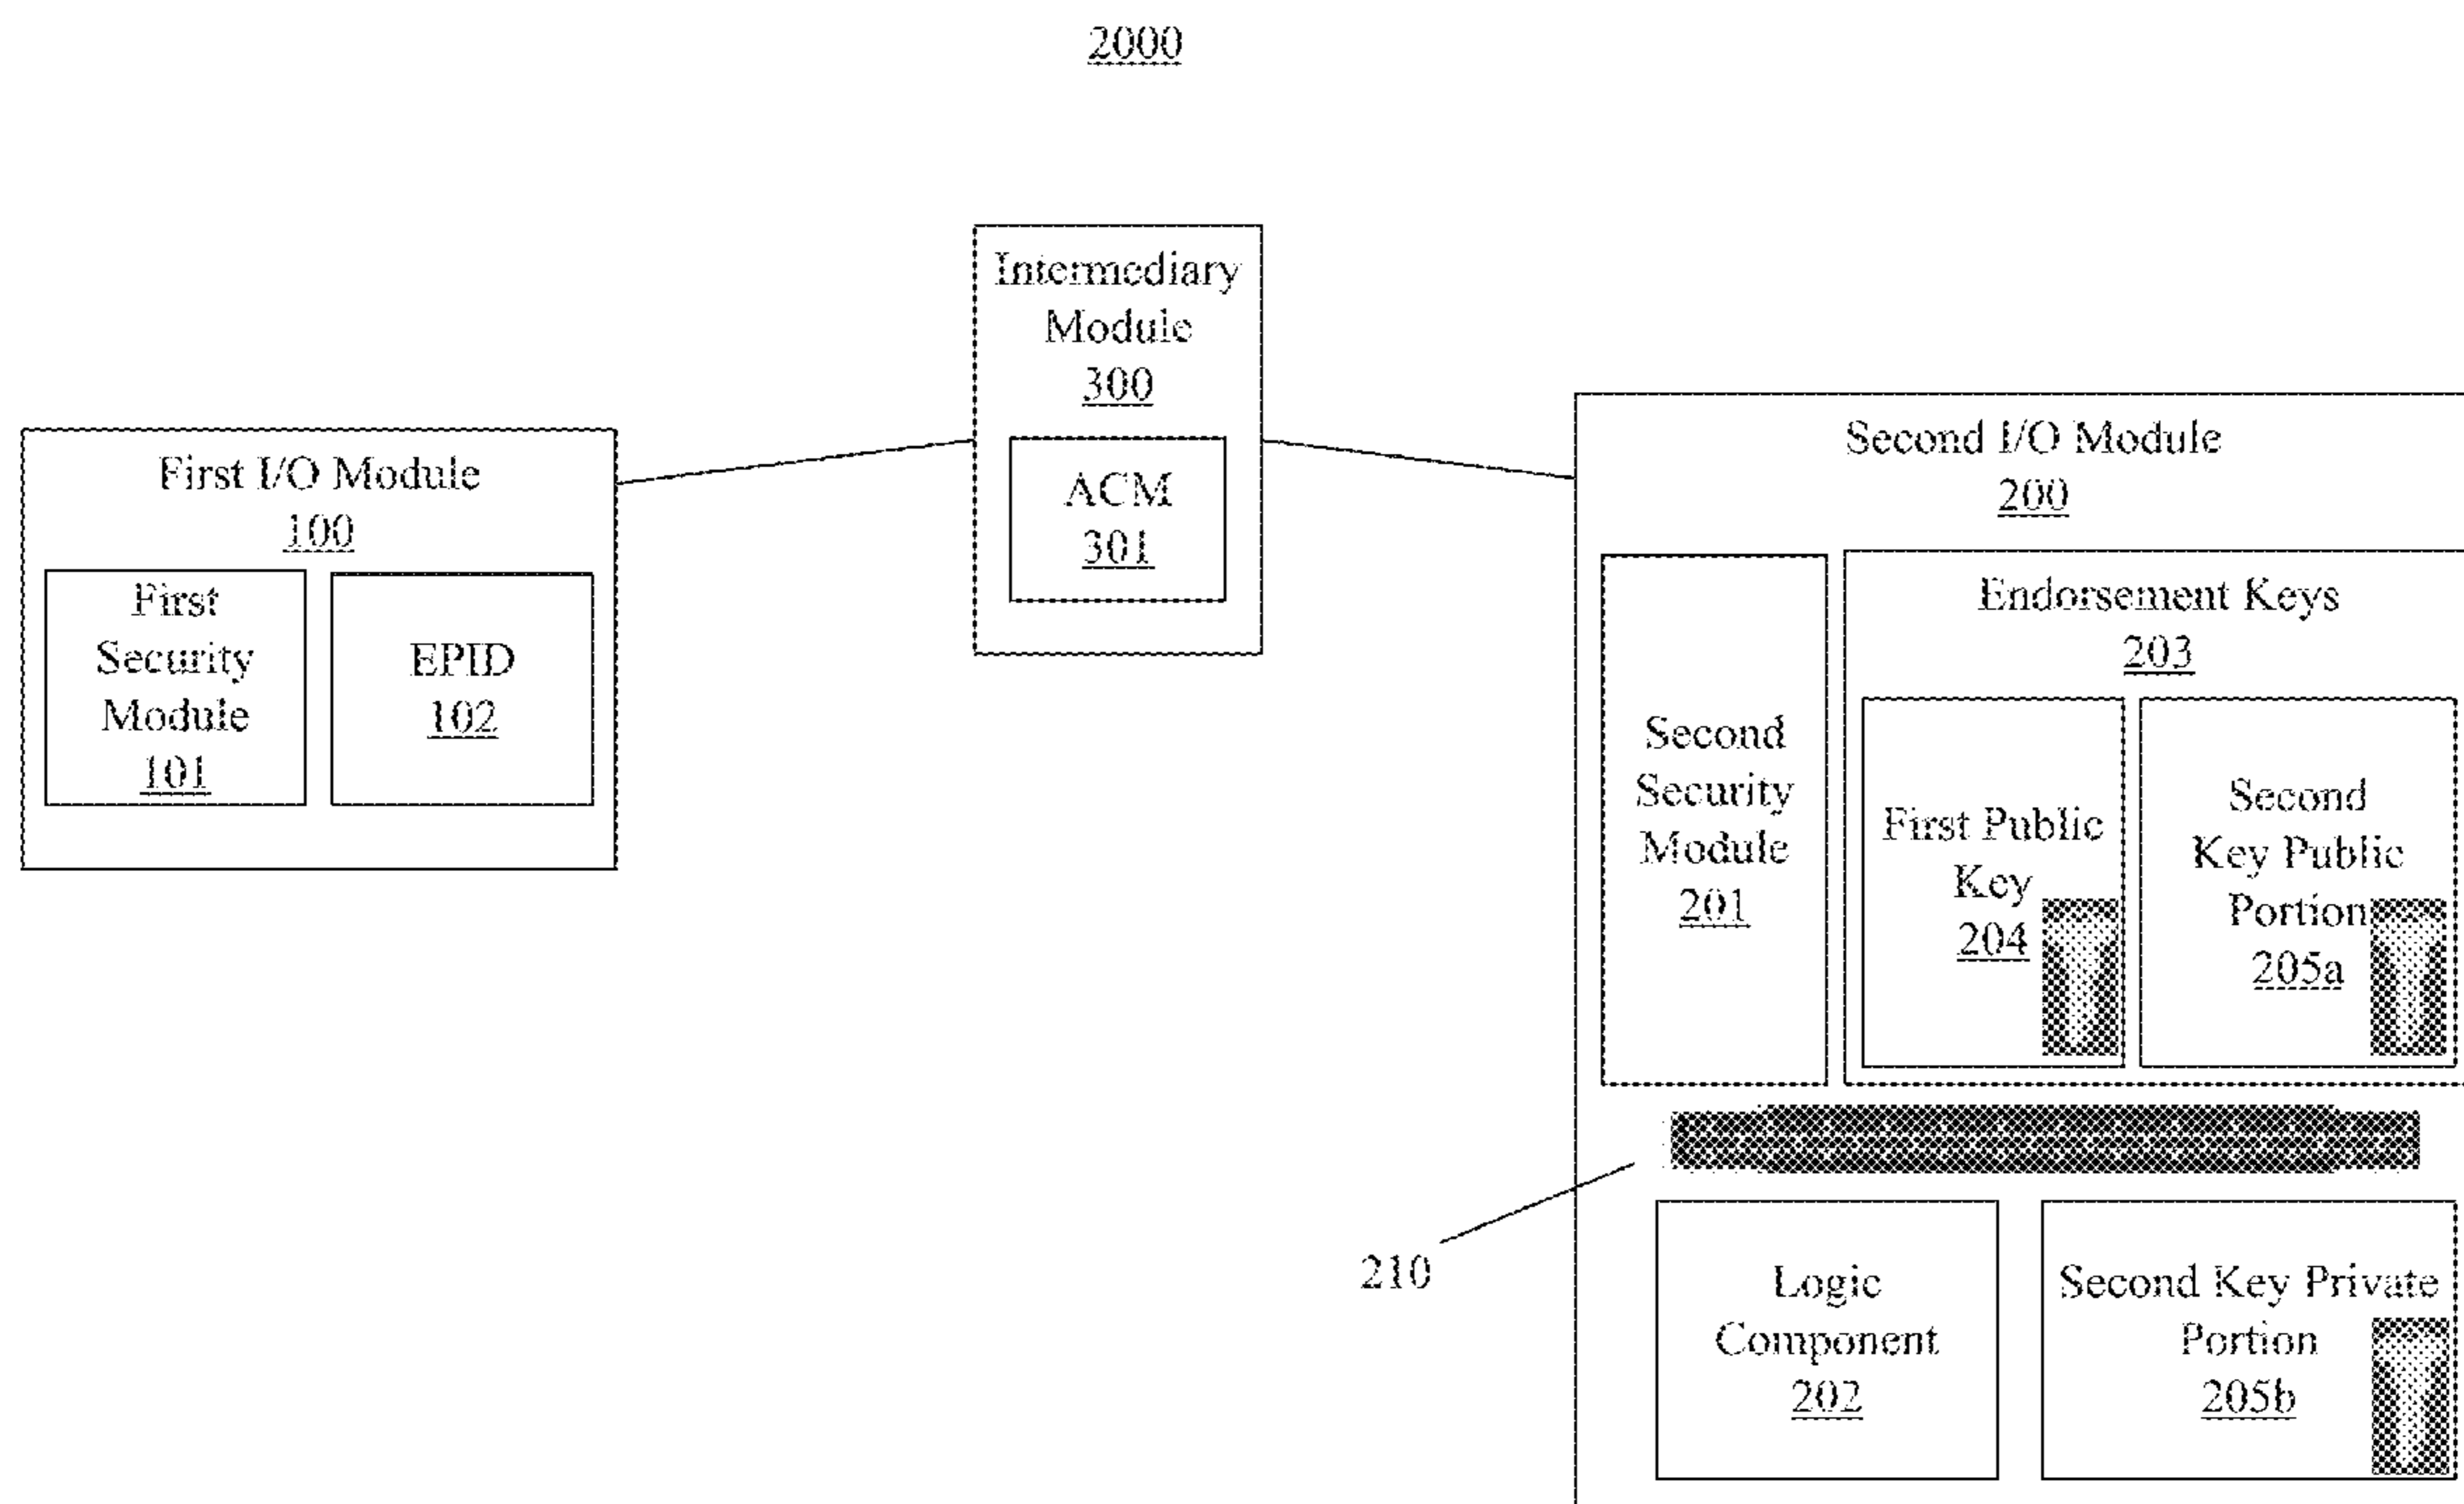 2000
Intermediary
Module
300
ACM
301
First I/O Module
100
First
Security
Module
101
EPID
102
Second I/O Module
200
Second
Security
Module
201
Endorsement Keys
203
First Public
Key
204
Second
Key Public
Portion
205a
210
Logic
Component
202
Second Key Private
Portion
205b